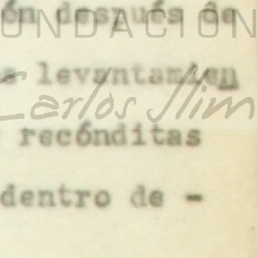 ón después de
FUNDACIÓN
s levantamien
Carlos Slim
recónditas
dentro de -